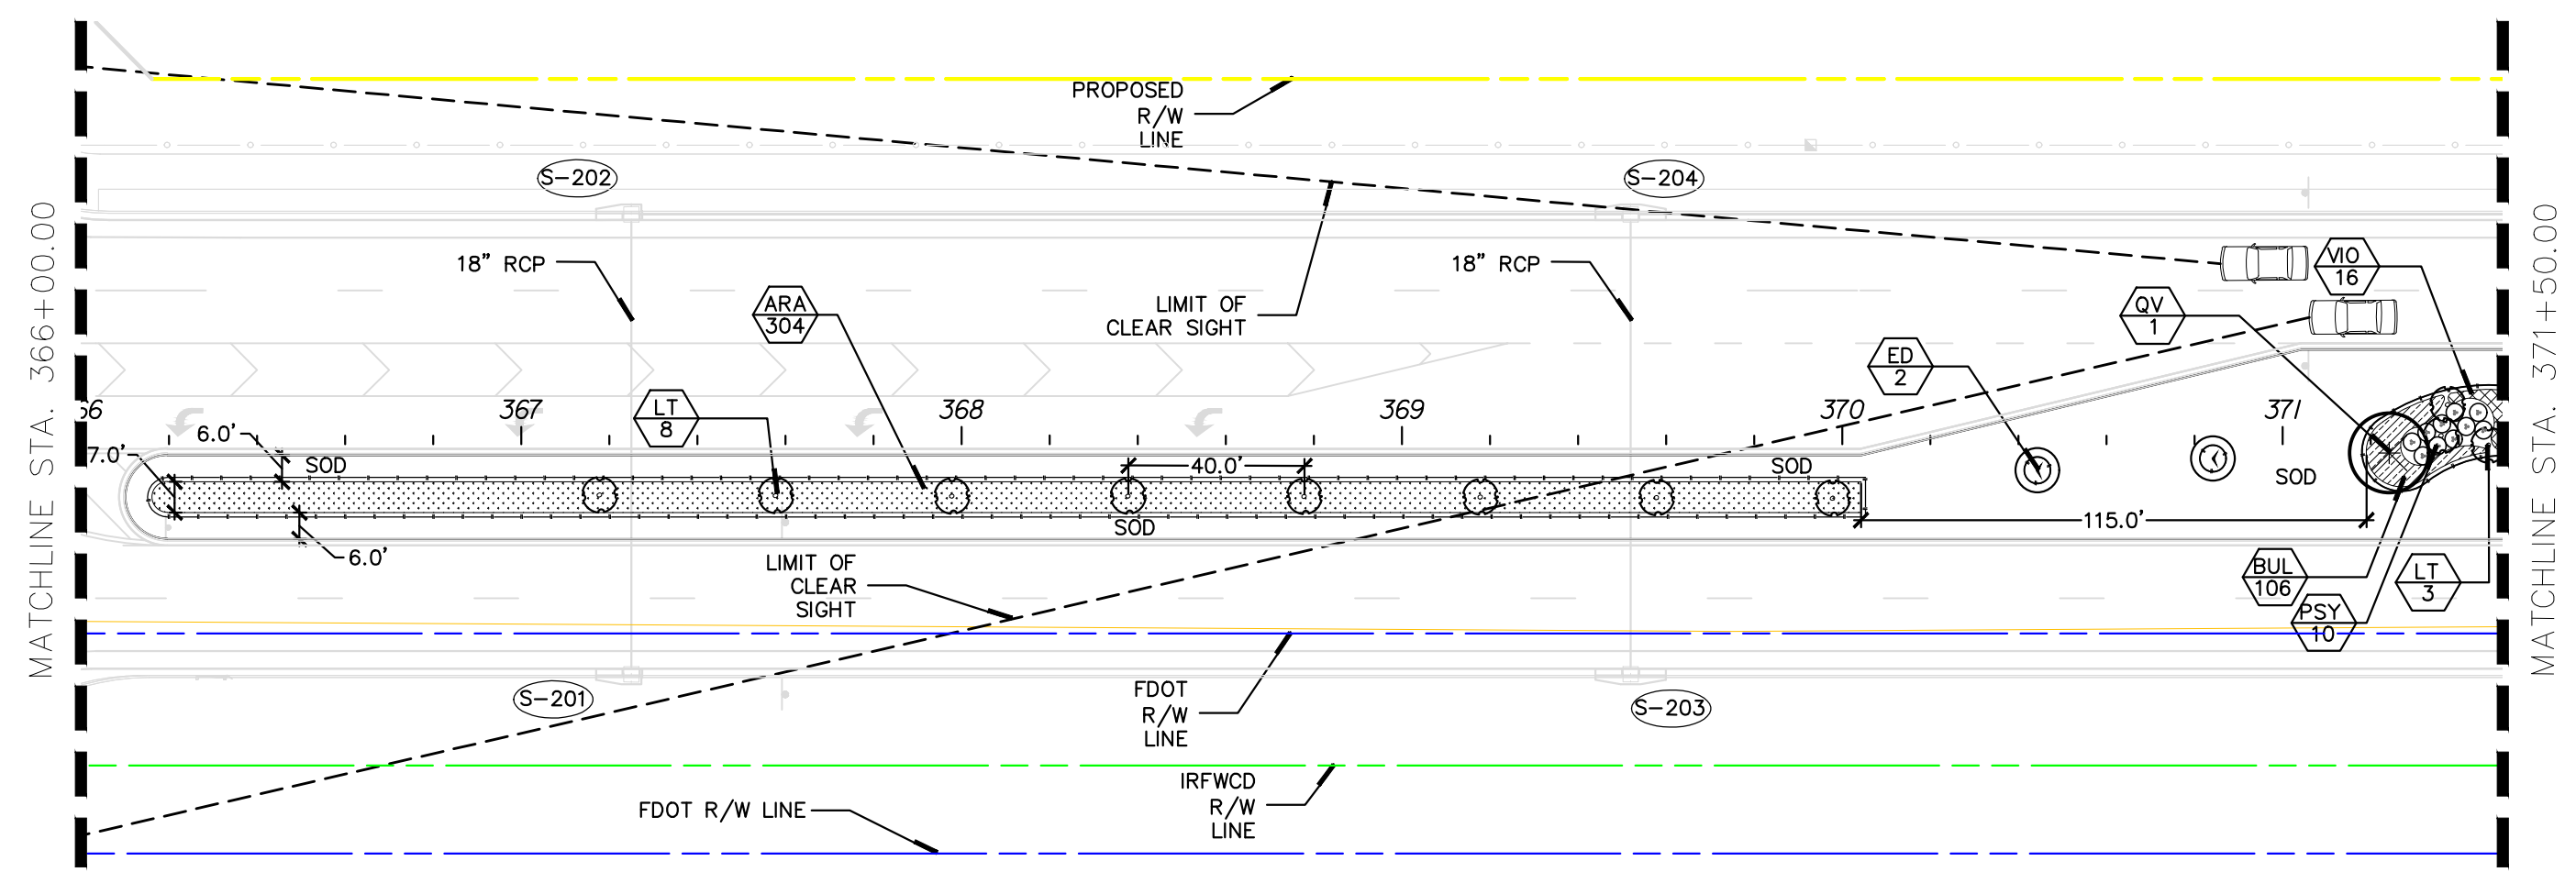 PROPOSED
R/W
LINE
S-202
S-204
18" RCP
18" RCP
LIMIT OF
CLEAR SIGHT
ARA
304
VIO
16
QV
1
ED
2
LT
8
66
367
368
369
370
371
6.0'
7.0'
SOD
40.0'
SOD
SOD
SOD
6.0'
115.0'
LIMIT OF
CLEAR
SIGHT
BUL
106
LT
3
PSY
10
S-201
S-203
FDOT
R/W
LINE
IRFWCD
R/W
LINE
FDOT R/W LINE
MATCHLINE STA. 366+00.00
MATCHLINE STA. 371+50.00